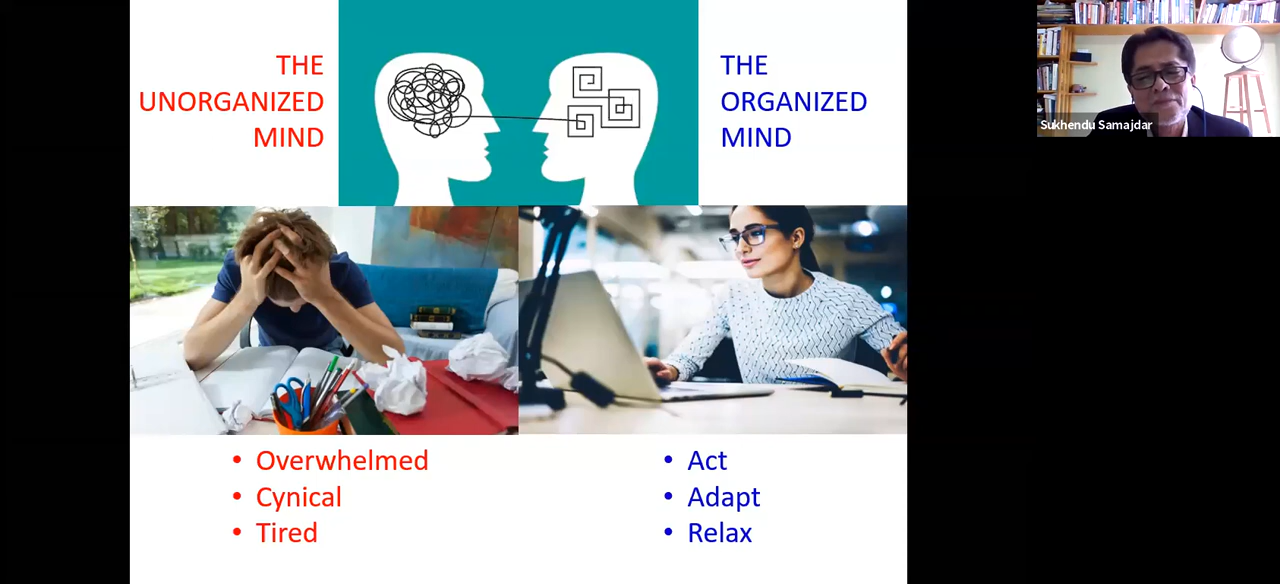 THE
UNORGANIZED
MIND
THE
ORGANIZED
MIND
Sukhendu Samajdar
• Overwhelmed
• Cynical
• Tired
• Act
• Adapt
• Relax